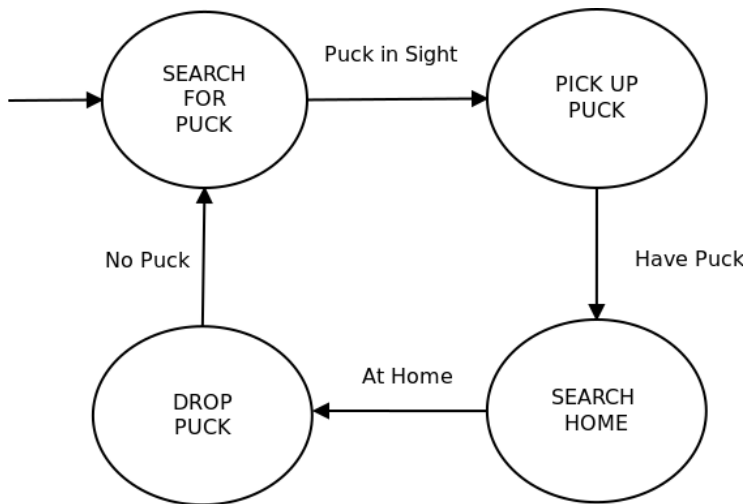 SEARCH
FOR
PUCK
Puck in Sight
PICK UP
PUCK
No Puck
Have Puck
At Home
DROP
PUCK
SEARCH
HOME